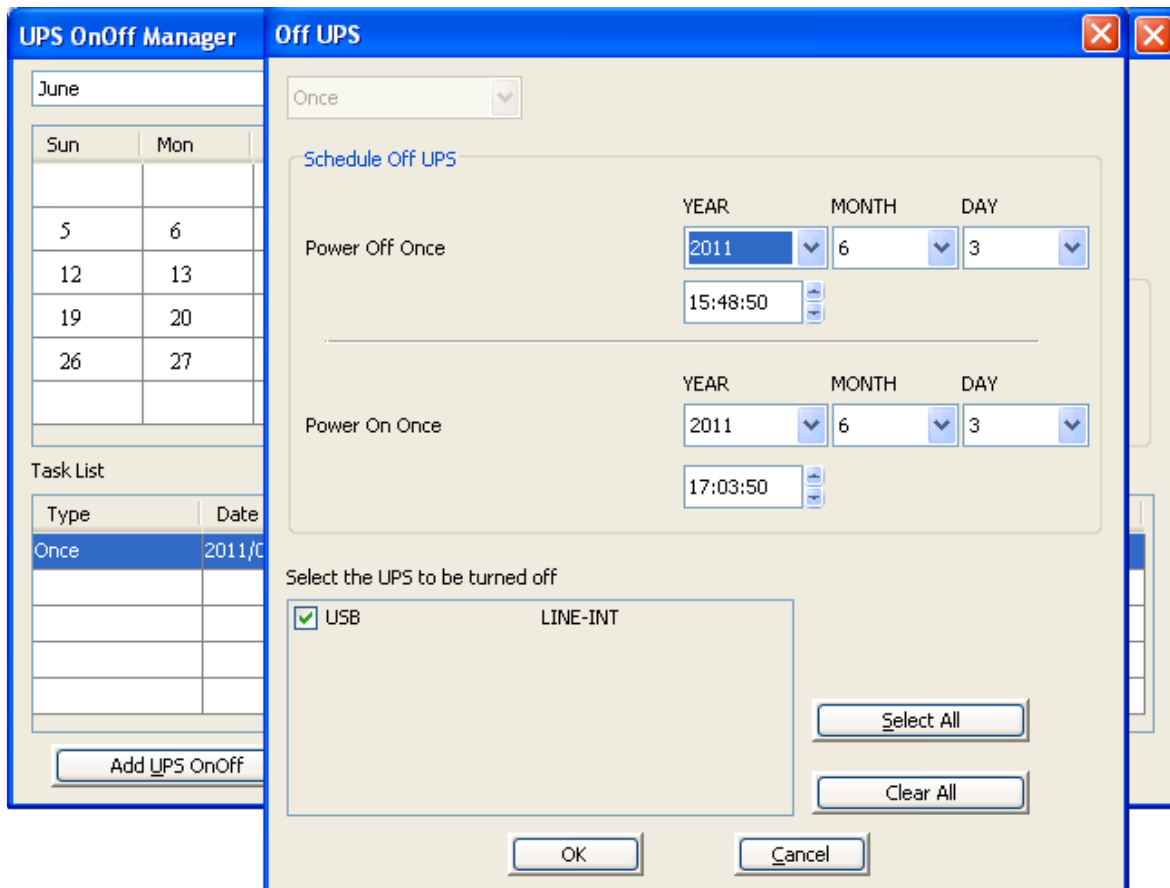 UPS OnOff Manager
June
Sun Mon
5 6
12 13
19 20
26 27
Task List
Type Date
Once
Add UPS OnOff
Off UPS
Once
Schedule Off UPS
YEAR MONTH DAY
Power Off Once 2011 6 3
15:48:50
YEAR MONTH DAY
Power On Once 2011 6 3
17:03:50
Select the UPS to be turned off
USB LINE-INT
Select All
Clear All
OK Cancel